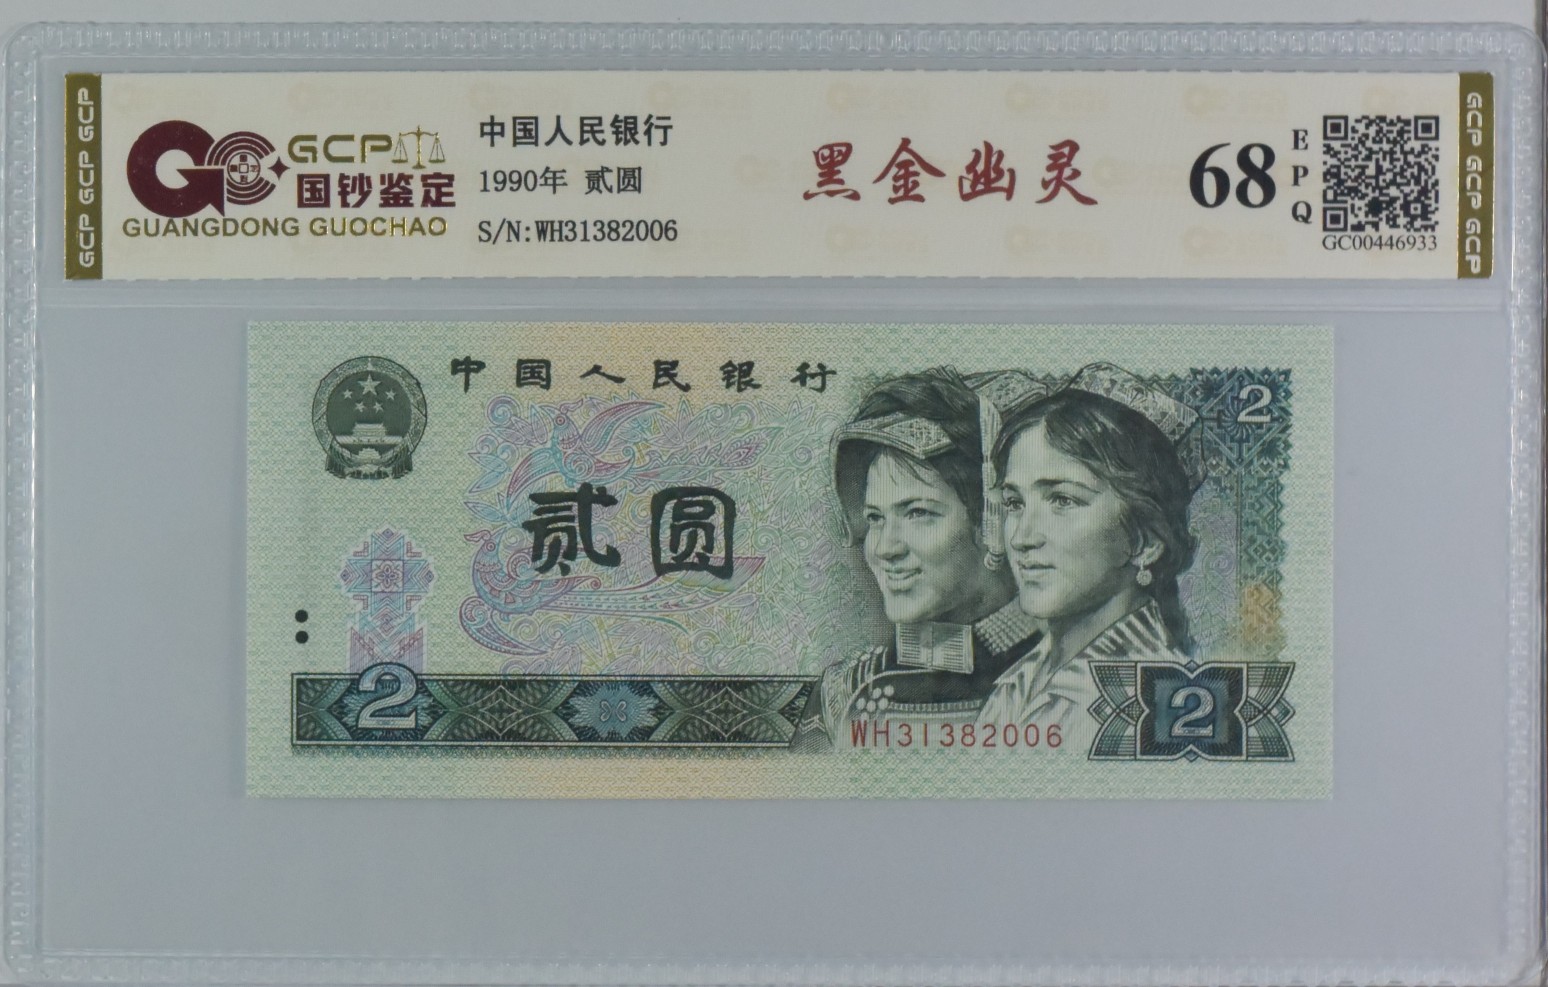 GCP GCP GCP
GCP
国钞鉴定
GUANGDONG GUOCHAO
中国人民银行
1990年 贰圆
S/N:WH31382006
黑金幽灵
68
EPQ
GC00446933
GCP GCP GCP
中国人民银行
2
贰圆
2
WH31382006
2